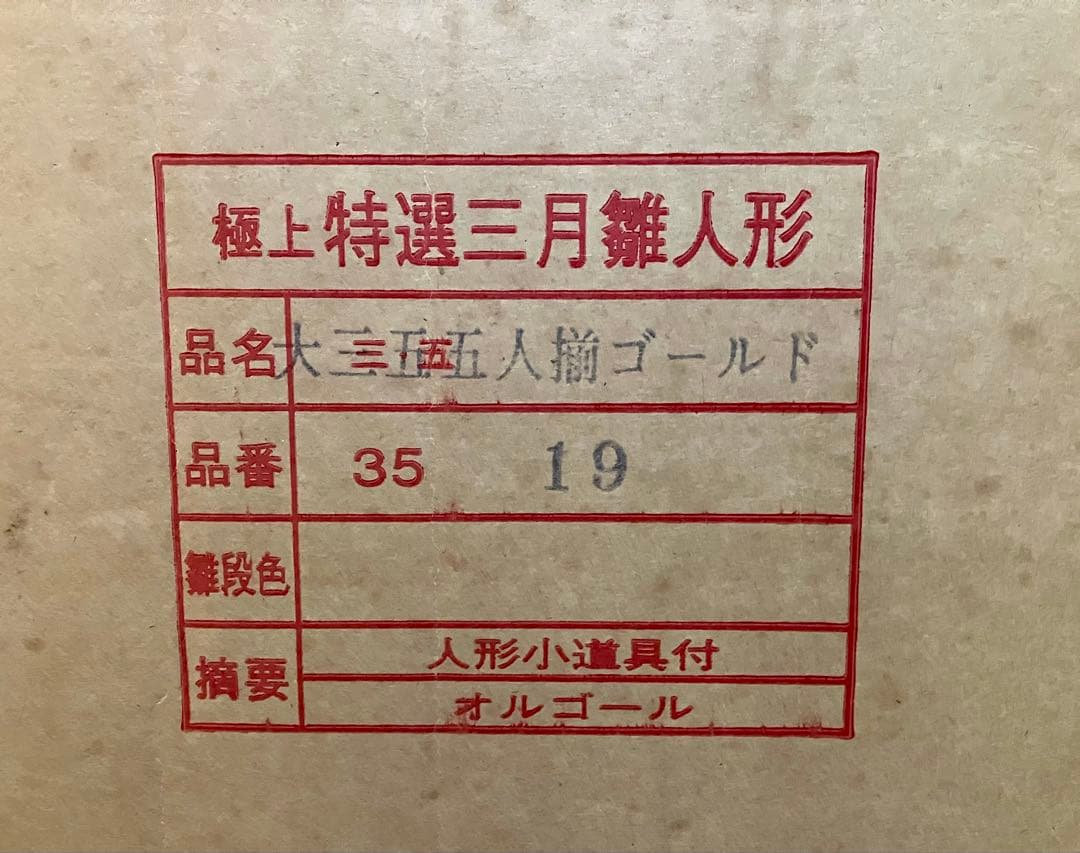 極上特選三月雛人形
品名 大三五五人揃ゴールド
三・五
品番 35 19
雛段色
摘要 人形小道具付
オルゴール